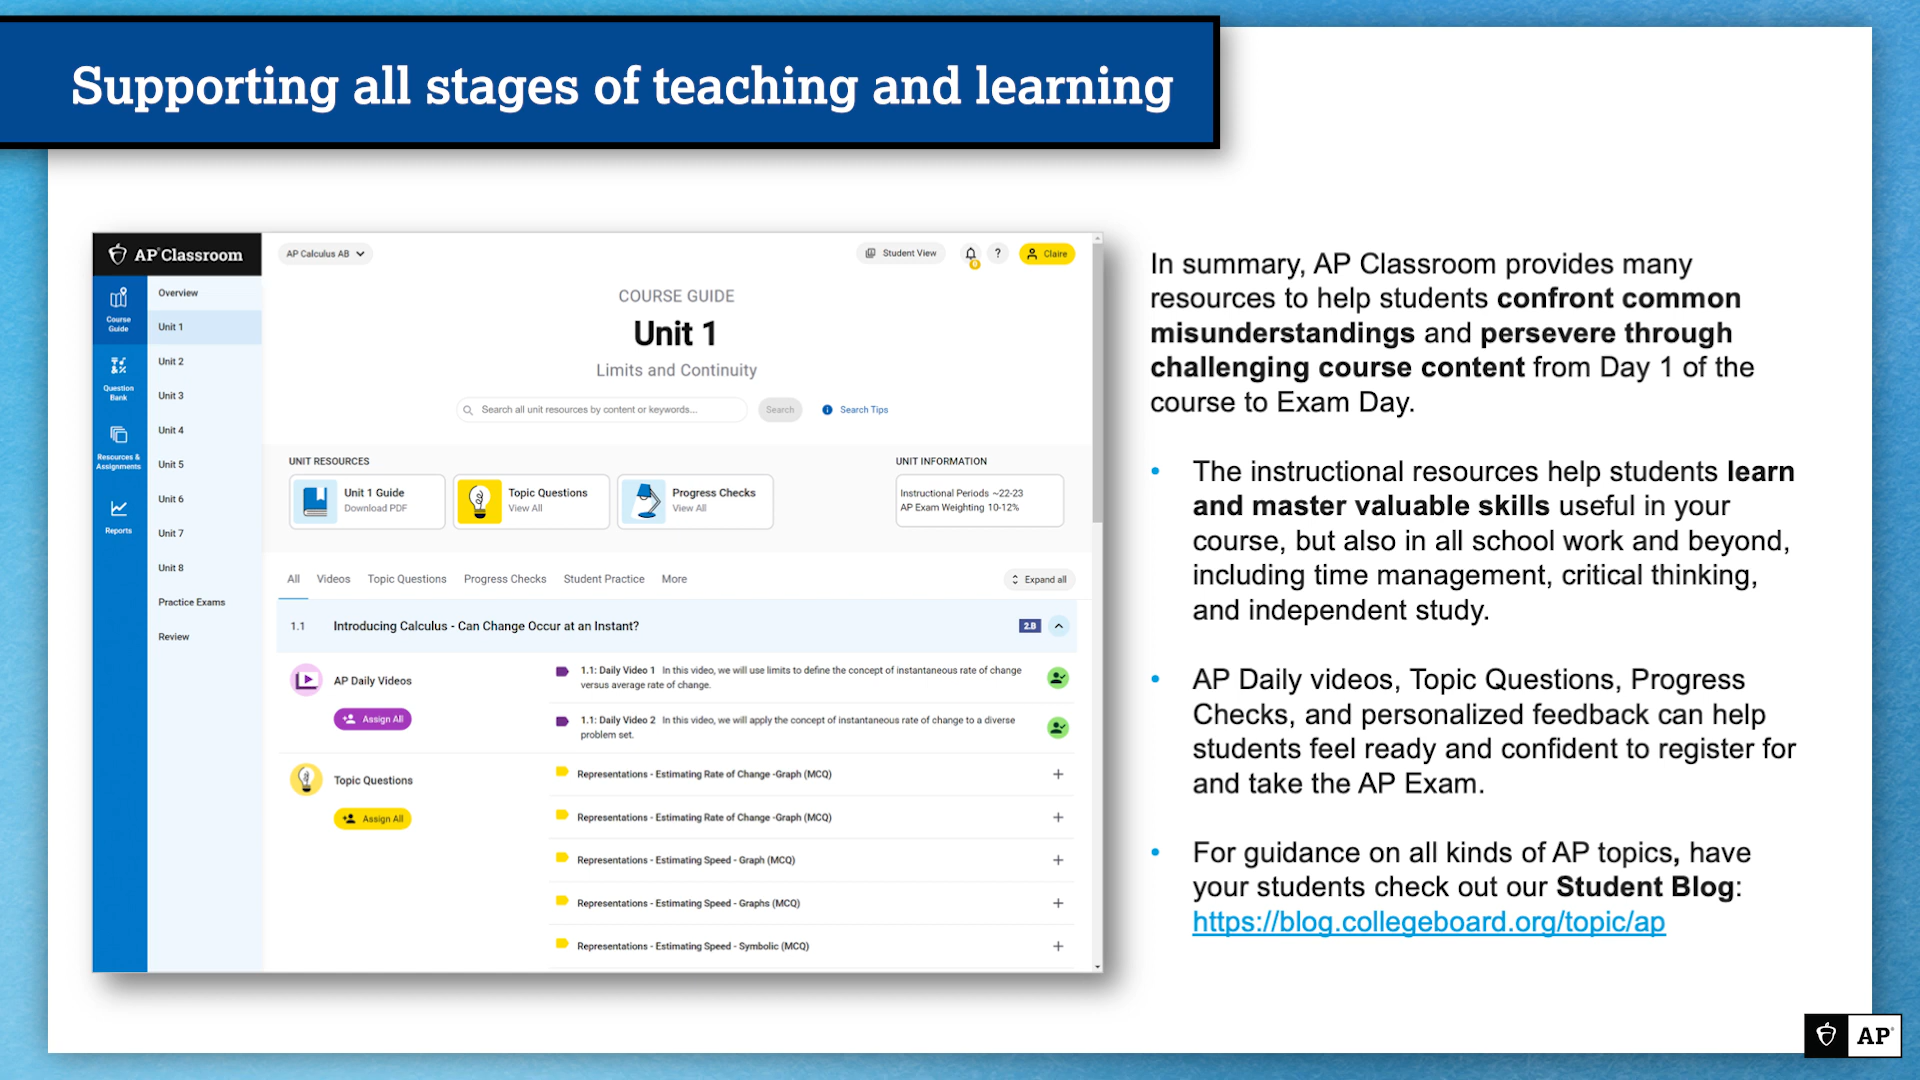 Supporting all stages of teaching and learning
AP Classroom
AP Calculus AB
Student View
?
Claire
Course
Guide
Question
Bank
Resources &
Assignments
Reports
Overview
Unit 1
Unit 2
Unit 3
Unit 4
Unit 5
Unit 6
Unit 7
Unit 8
Practice Exams
Review
COURSE GUIDE
Unit 1
Limits and Continuity
Search all unit resources by content or keywords...
Search
Search Tips
UNIT RESOURCES
Unit 1 Guide
Download PDF
Topic Questions
View All
Progress Checks
View All
UNIT INFORMATION
Instructional Periods ~22-23
AP Exam Weighting 10-12%
All Videos Topic Questions Progress Checks Student Practice More
Expand all
1.1 Introducing Calculus - Can Change Occur at an Instant?
2.B
AP Daily Videos
Assign All
1.1: Daily Video 1 In this video, we will use limits to define the concept of instantaneous rate of change
versus average rate of change.
1.1: Daily Video 2 In this video, we will apply the concept of instantaneous rate of change to a diverse
problem set.
Topic Questions
Assign All
Representations - Estimating Rate of Change -Graph (MCQ)
Representations - Estimating Rate of Change -Graph (MCQ)
Representations - Estimating Speed - Graph (MCQ)
Representations - Estimating Speed - Graphs (MCQ)
Representations - Estimating Speed - Symbolic (MCQ)
In summary, AP Classroom provides many
resources to help students confront common
misunderstandings and persevere through
challenging course content from Day 1 of the
course to Exam Day.
• The instructional resources help students learn
and master valuable skills useful in your
course, but also in all school work and beyond,
including time management, critical thinking,
and independent study.
• AP Daily videos, Topic Questions, Progress
Checks, and personalized feedback can help
students feel ready and confident to register for
and take the AP Exam.
• For guidance on all kinds of AP topics, have
your students check out our Student Blog:
https://blog.collegeboard.org/topic/ap
AP®